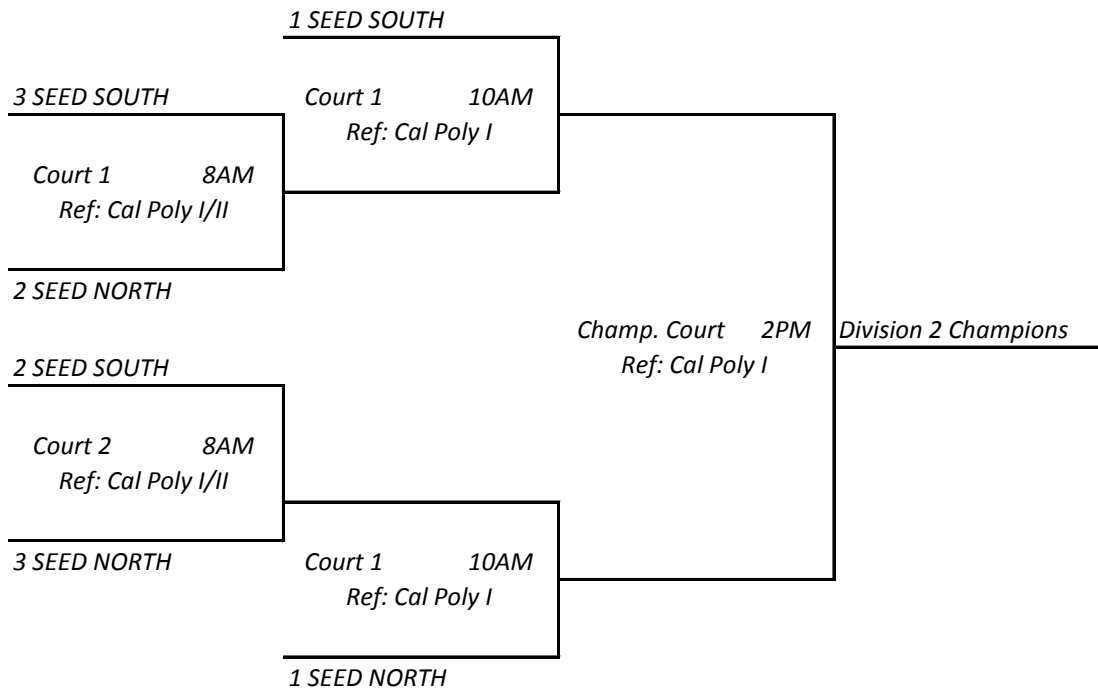 1 SEED SOUTH
3 SEED SOUTH
Court 1 10AM
Ref: Cal Poly I
Court 1 8AM
Ref: Cal Poly I/II
2 SEED NORTH
Champ. Court 2PM
Division 2 Champions
Ref: Cal Poly I
2 SEED SOUTH
Court 2 8AM
Ref: Cal Poly I/II
3 SEED NORTH
Court 1 10AM
Ref: Cal Poly I
1 SEED NORTH